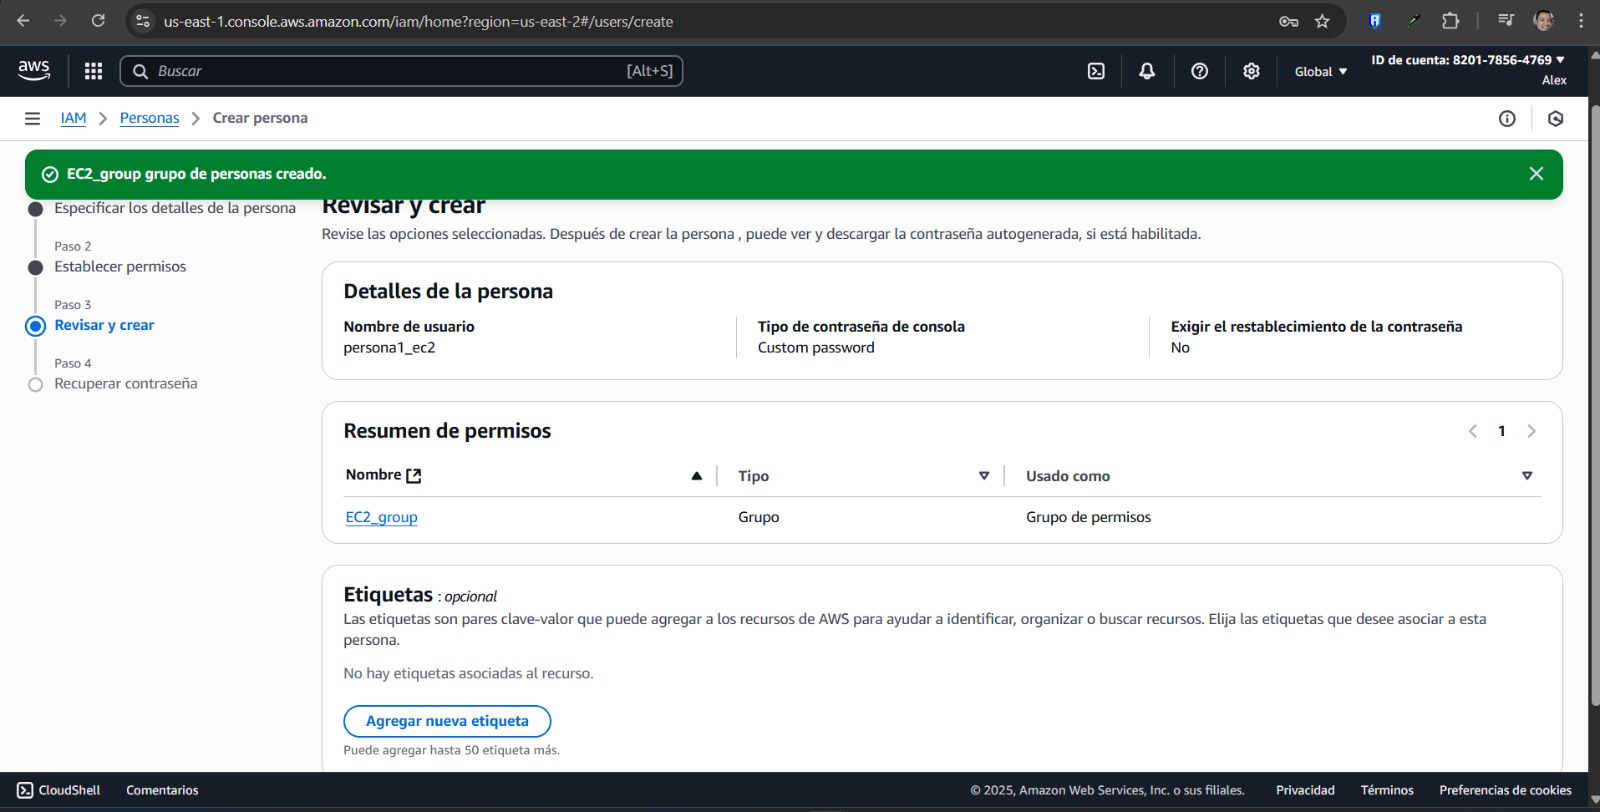 us-east-1.console.aws.amazon.com/iam/home?region=us-east-2#/users/create
aws
Buscar
[Alt+S]
Global
ID de cuenta: 8201-7856-4769
Alex
IAM
Personas
Crear persona
EC2_group grupo de personas creado.
Especificar los detalles de la persona
Paso 2
Establecer permisos
Paso 3
Revisar y crear
Paso 4
Recuperar contraseña
Revisar y crear
Revise las opciones seleccionadas. Después de crear la persona , puede ver y descargar la contraseña autogenerada, si está habilitada.
Detalles de la persona
Nombre de usuario
persona1_ec2
Tipo de contraseña de consola
Custom password
Exigir el restablecimiento de la contraseña
No
Resumen de permisos
1
Nombre
Tipo
Usado como
EC2_group
Grupo
Grupo de permisos
Etiquetas : opcional
Las etiquetas son pares clave-valor que puede agregar a los recursos de AWS para ayudar a identificar, organizar o buscar recursos. Elija las etiquetas que desee asociar a esta
persona.
No hay etiquetas asociadas al recurso.
Agregar nueva etiqueta
Puede agregar hasta 50 etiqueta más.
CloudShell
Comentarios
© 2025, Amazon Web Services, Inc. o sus filiales.
Privacidad
Términos
Preferencias de cookies